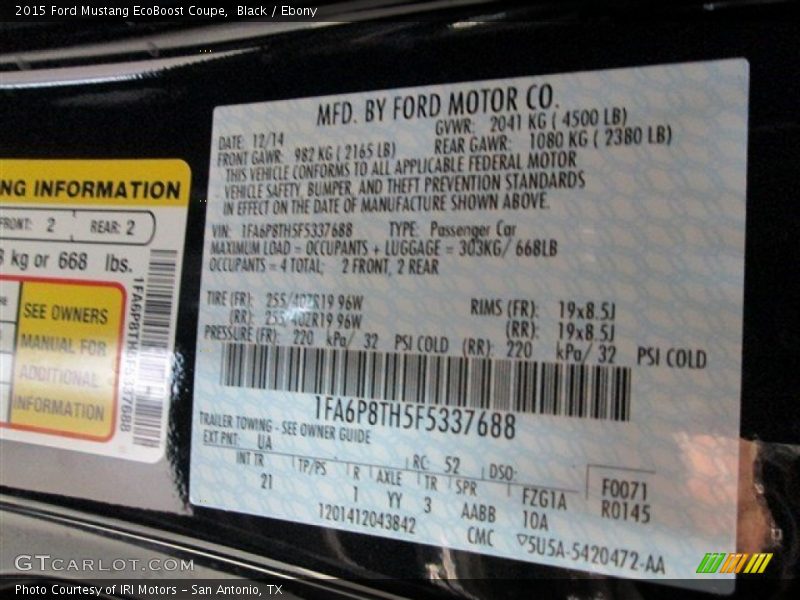 2015 Ford Mustang EcoBoost Coupe, Black / Ebony
NG INFORMATION
FRONT: 2 REAR: 2
kg or 668 lbs.
SEE OWNERS
MANUAL FOR
ADDITIONAL
INFORMATION
1FA6P8TH5F5337688
MFD. BY FORD MOTOR CO.
DATE: 12/14 GVWR: 2041 KG ( 4500 LB)
FRONT GAWR: 982 KG ( 2165 LB) REAR GAWR: 1080 KG ( 2380 LB)
THIS VEHICLE CONFORMS TO ALL APPLICABLE FEDERAL MOTOR
VEHICLE SAFETY, BUMPER, AND THEFT PREVENTION STANDARDS
IN EFFECT ON THE DATE OF MANUFACTURE SHOWN ABOVE.
VIN: 1FA6P8TH5F5337688 TYPE: Passenger Car
MAXIMUM LOAD = OCCUPANTS + LUGGAGE = 303KG/ 668LB
OCCUPANTS = 4 TOTAL; 2 FRONT, 2 REAR
TIRE (FR): 255/40ZR19 96W RIMS (FR): 19x8.5J
(RR): 255/40ZR19 96W (RR): 19x8.5J
PRESSURE (FR): 220 kPa/ 32 PSI COLD (RR): 220 kPa/ 32 PSI COLD
1FA6P8TH5F5337688
TRAILER TOWING - SEE OWNER GUIDE
EXT PNT: UA RC: 52 DSO:
INT TR TP/PS R AXLE TR SPR FZG1A F0071
21 1 YY 3 AABB 10A R0145
1201412043842 CMC ▽5U5A-5420472-AA
GTCARLOT.COM
Photo Courtesy of IRI Motors – San Antonio, TX